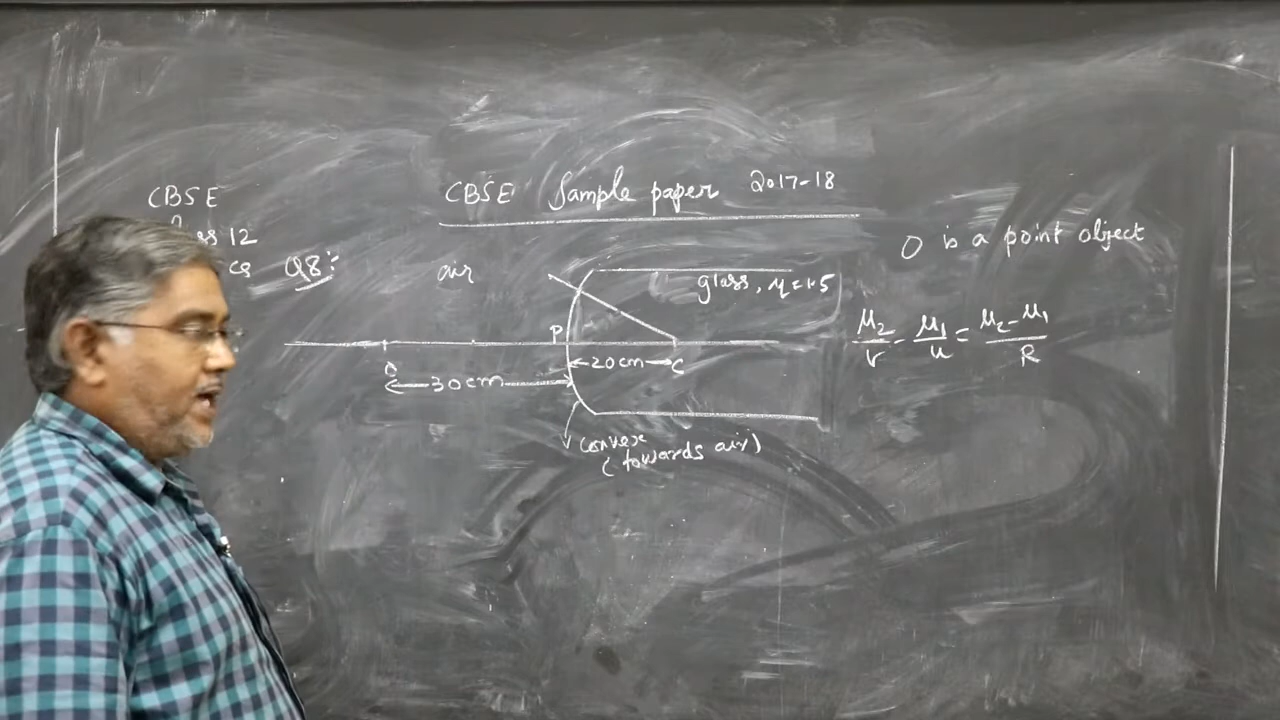 CBSE Sample paper 2017-18
CBSE
12
Q8:
air
glass, μ=1.5
P
O
30cm
20cm
C
convex
(towards air)
O is a point object
μ₂/v - μ₁/u = μ₂-μ₁/R